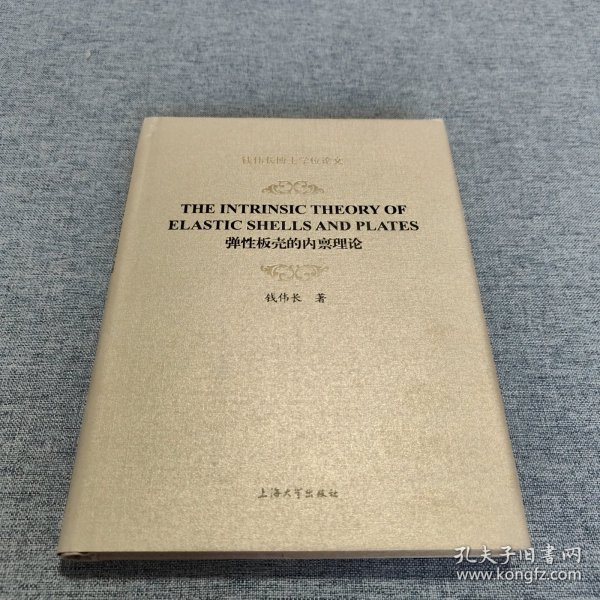 钱伟长博士学位论文
THE INTRINSIC THEORY OF
ELASTIC SHELLS AND PLATES
弹性板壳的内禀理论
钱伟长 著
上海大学出版社
孔夫子旧书网
www.kongfz.com